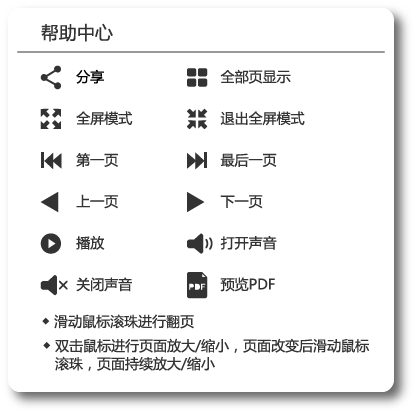 帮助中心
分享 全部页显示
全屏模式 退出全屏模式
第一页 最后一页
上一页 下一页
播放 打开声音
关闭声音 PDF 预览PDF
◆ 滑动鼠标滚珠进行翻页
◆ 双击鼠标进行页面放大/缩小，页面改变后滑动鼠标
滚珠，页面持续放大/缩小